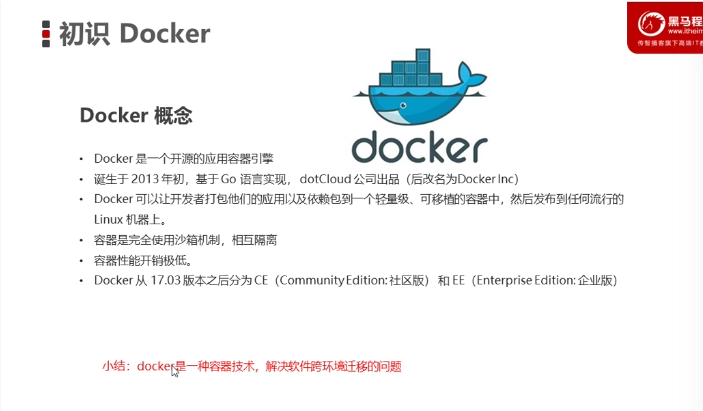 初识 Docker
黑马程
www.itheim
传智播客旗下高端IT教
docker
Docker 概念
• Docker 是一个开源的应用容器引擎
• 诞生于 2013 年初，基于 Go 语言实现， dotCloud 公司出品（后改名为Docker Inc）
• Docker 可以让开发者打包他们的应用以及依赖包到一个轻量级、可移植的容器中，然后发布到任何流行的
Linux 机器上。
• 容器是完全使用沙箱机制，相互隔离
• 容器性能开销极低。
• Docker 从 17.03 版本之后分为 CE（Community Edition: 社区版） 和 EE（Enterprise Edition: 企业版）
小结：docker是一种容器技术，解决软件跨环境迁移的问题